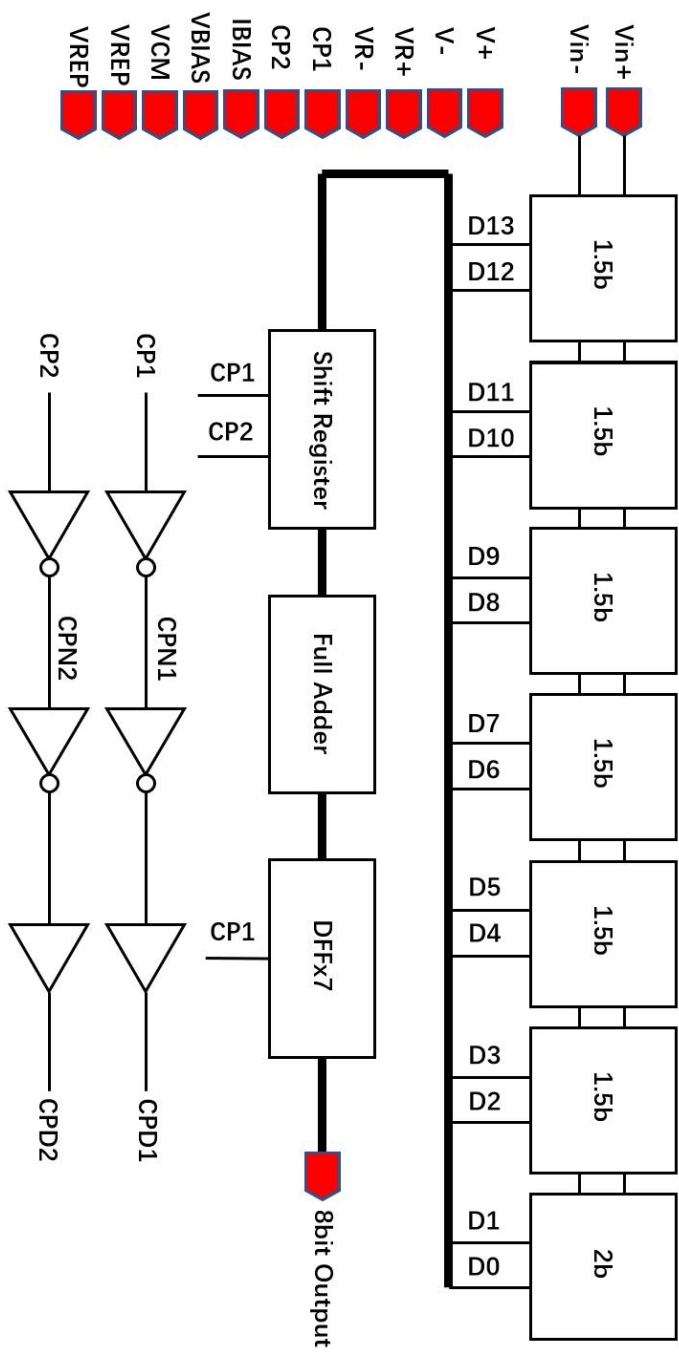 Vin+
Vin-
V+
V-
VR+
VR-
CP1
CP2
IBIAS
VBIAS
VCM
VREP
VREP
1.5b
1.5b
1.5b
1.5b
1.5b
1.5b
2b
D13
D12
D11
D10
D9
D8
D7
D6
D5
D4
D3
D2
D1
D0
Shift Register
Full Adder
DFFx7
8bit Output
CP1
CP2
CP1
CP1
CPN1
CPD1
CP2
CPN2
CPD2